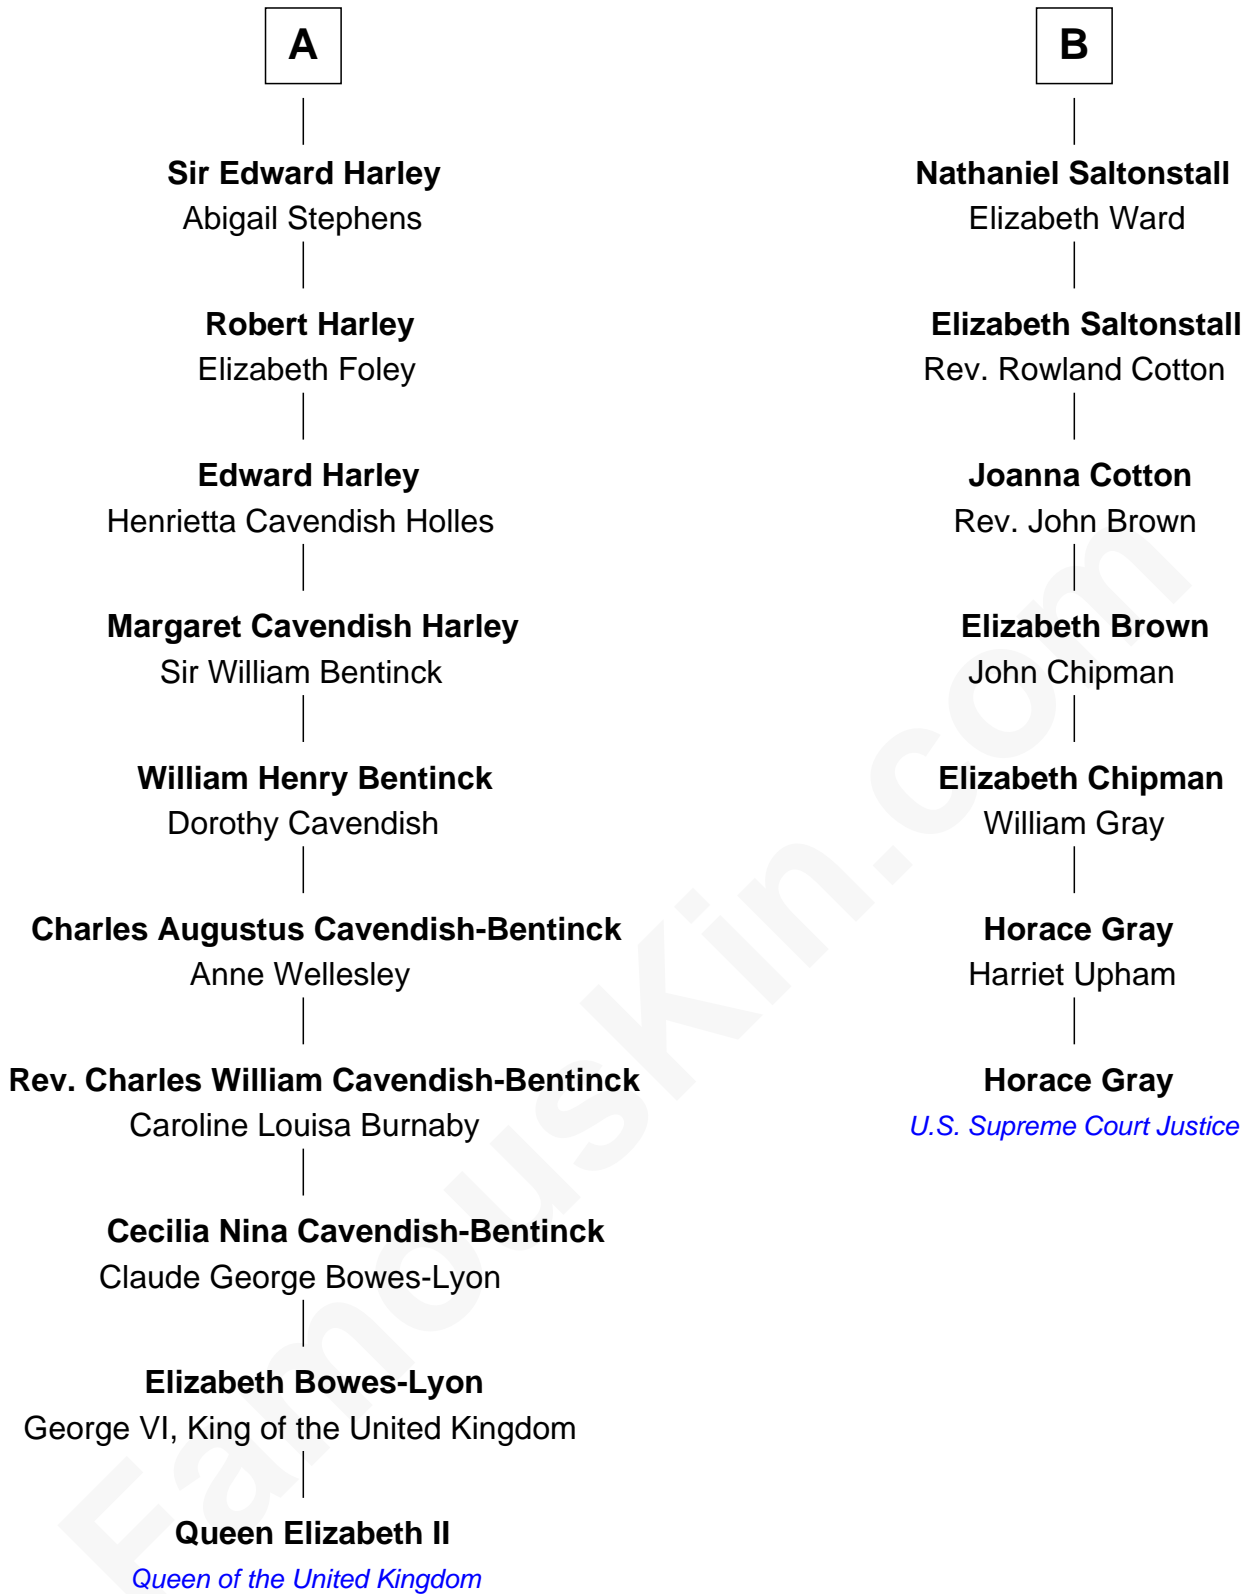 A
Sir Edward Harley
Abigail Stephens
Robert Harley
Elizabeth Foley
Edward Harley
Henrietta Cavendish Holles
Margaret Cavendish Harley
Sir William Bentinck
William Henry Bentinck
Dorothy Cavendish
Charles Augustus Cavendish-Bentinck
Anne Wellesley
Rev. Charles William Cavendish-Bentinck
Caroline Louisa Burnaby
Cecilia Nina Cavendish-Bentinck
Claude George Bowes-Lyon
Elizabeth Bowes-Lyon
George VI, King of the United Kingdom
Queen Elizabeth II
Queen of the United Kingdom
B
Nathaniel Saltonstall
Elizabeth Ward
Elizabeth Saltonstall
Rev. Rowland Cotton
Joanna Cotton
Rev. John Brown
Elizabeth Brown
John Chipman
Elizabeth Chipman
William Gray
Horace Gray
Harriet Upham
Horace Gray
U.S. Supreme Court Justice
FamousKin.com